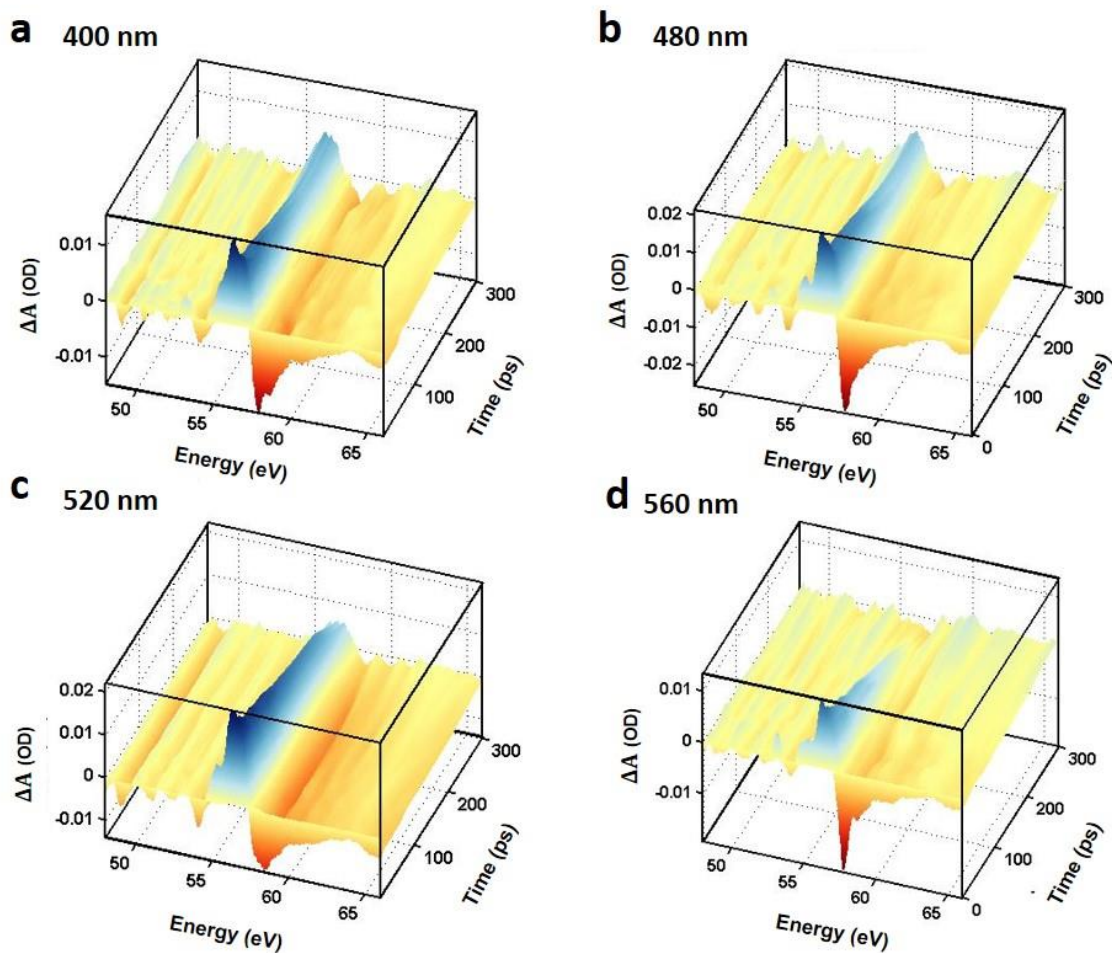 a 400 nm
0.01
0
-0.01
ΔA (OD)
50
55
60
65
Energy (eV)
100
200
300
Time (ps)
b 480 nm
0.02
0.01
0
-0.01
-0.02
ΔA (OD)
50
55
60
65
Energy (eV)
0
100
200
300
Time (ps)
c 520 nm
0.02
0.01
0
-0.01
ΔA (OD)
50
55
60
65
Energy (eV)
100
200
300
Time (ps)
d 560 nm
0.01
0
-0.01
ΔA (OD)
50
55
60
65
Energy (eV)
0
100
200
300
Time (ps)